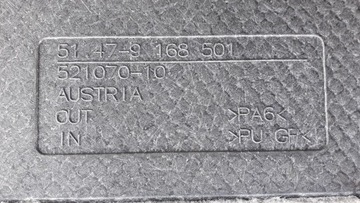 51.47-9 168 501
521070-10
AUSTRIA
OUT >PA6<
IN >PU-GF<